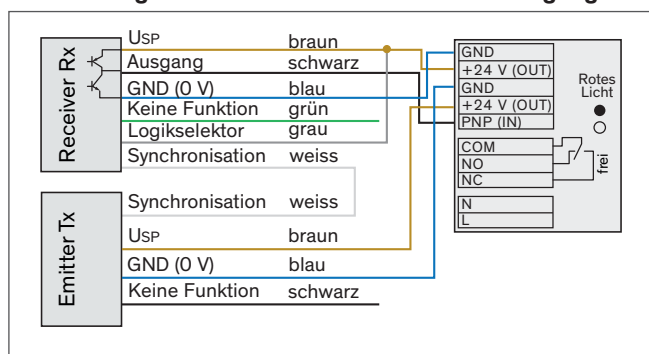 Receiver Rx
USP braun
Ausgang schwarz
GND (0 V) blau
Keine Funktion grün
Logikselektor grau
Synchronisation weiss
Emitter Tx
Synchronisation weiss
USP braun
GND (0 V) blau
Keine Funktion schwarz
GND
+24 V (OUT)
GND
+24 V (OUT)
PNP (IN)
COM
NO
NC
N
L
Rotes
Licht
frei